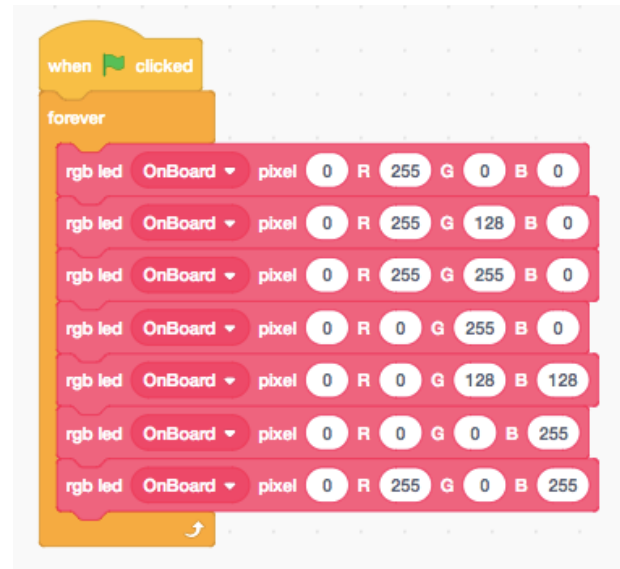 when clicked
forever
rgb led OnBoard pixel 0 R 255 G 0 B 0
rgb led OnBoard pixel 0 R 255 G 128 B 0
rgb led OnBoard pixel 0 R 255 G 255 B 0
rgb led OnBoard pixel 0 R 0 G 255 B 0
rgb led OnBoard pixel 0 R 0 G 128 B 128
rgb led OnBoard pixel 0 R 0 G 0 B 255
rgb led OnBoard pixel 0 R 255 G 0 B 255